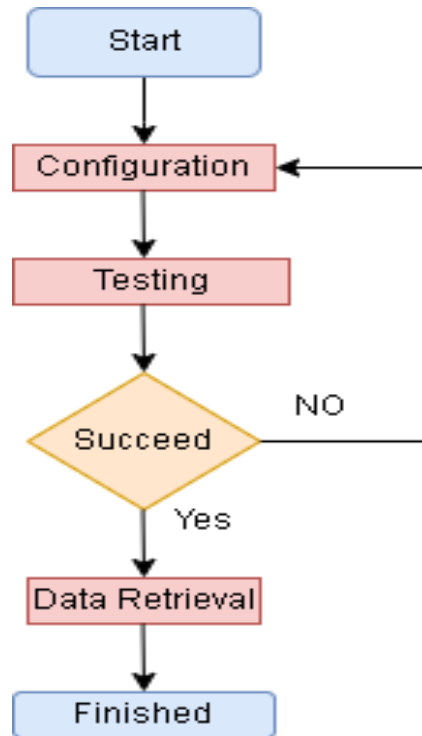 Start
Configuration
Testing
Succeed
NO
Yes
Data Retrieval
Finished